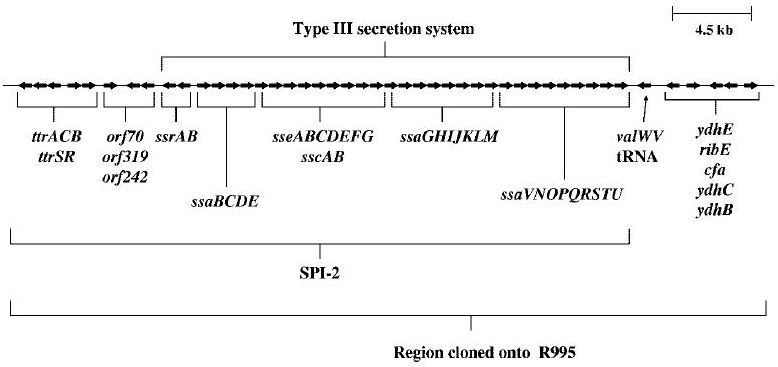 Type III secretion system
4.5 kb
ttrACB
ttrSR
orf70
orf319
orf242
ssrAB
ssaBCDE
sseABCDEFG
sscAB
ssaGHIJKLM
ssaVNOPQRSTU
valWV
tRNA
ydhE
ribE
cfa
ydhC
ydhB
SPI-2
Region cloned onto R995